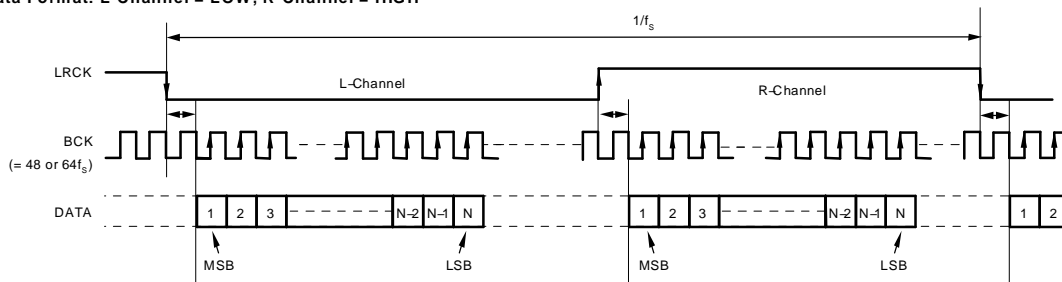 ata Format: L-Channel = LOW, R-Channel = HIGH
1/fs
LRCK
L-Channel
R-Channel
BCK
(= 48 or 64fs)
DATA
1 2 3 N-2 N-1 N
1 2 3 N-2 N-1 N
1 2
MSB
LSB
MSB
LSB